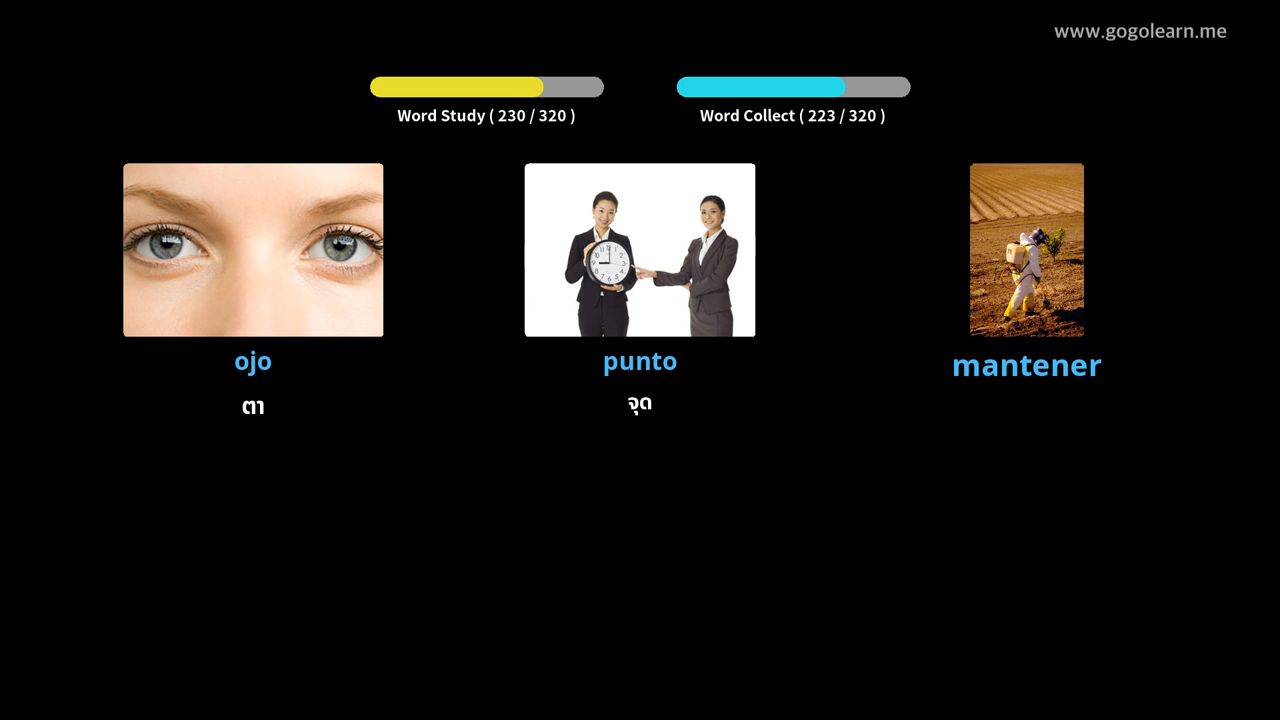 www.gogolearn.me
Word Study ( 230 / 320 )
Word Collect ( 223 / 320 )
ojo
punto
mantener
ตา
จุด